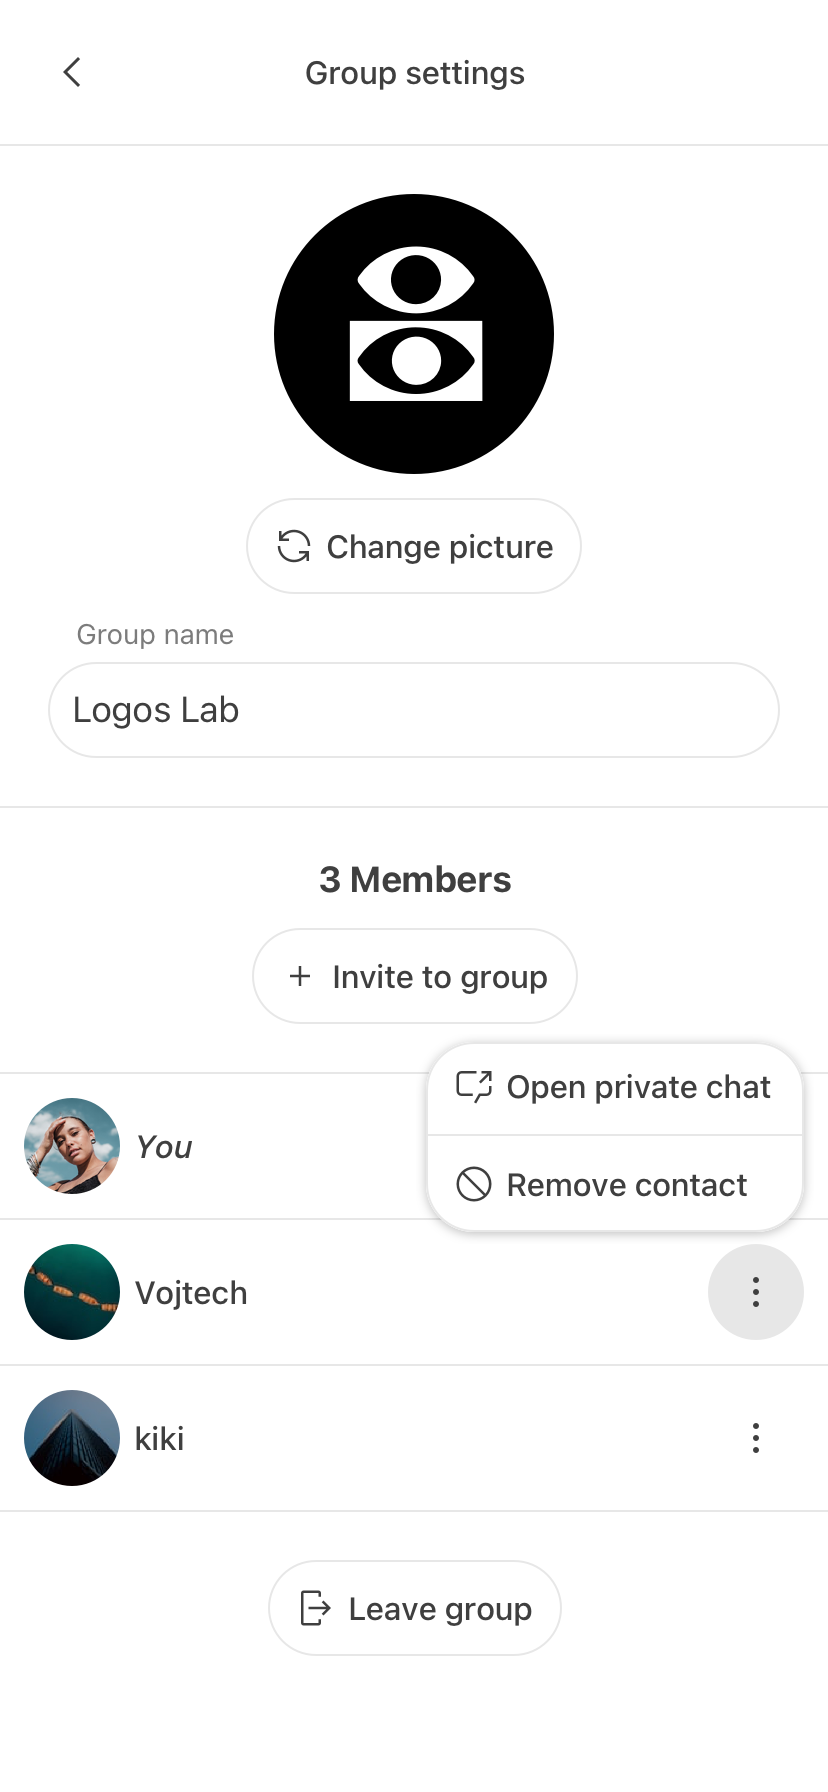 Group settings
Change picture
Group name
Logos Lab
3 Members
Invite to group
Open private chat
You
Remove contact
Vojtech
kiki
Leave group